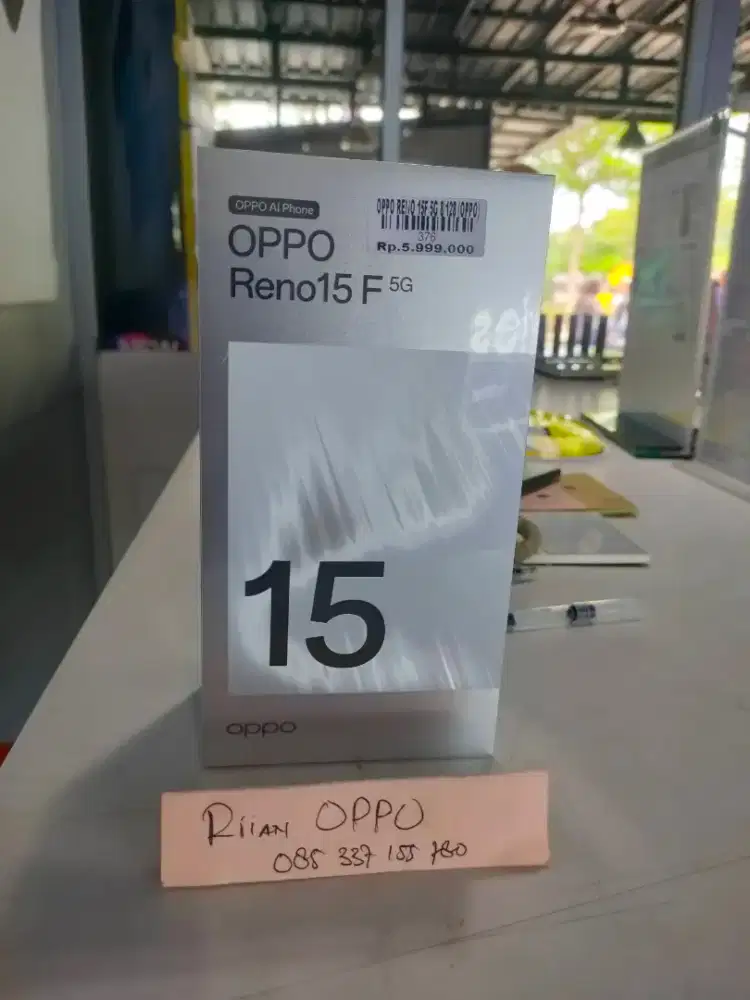 OPPO AI Phone
OPPO RENO 15F 5G 8/128 (OPPO)
376
Rp.5.999.000
OPPO
Reno15 F 5G
15
oppo
RIIAN OPPO
085 337 155 780